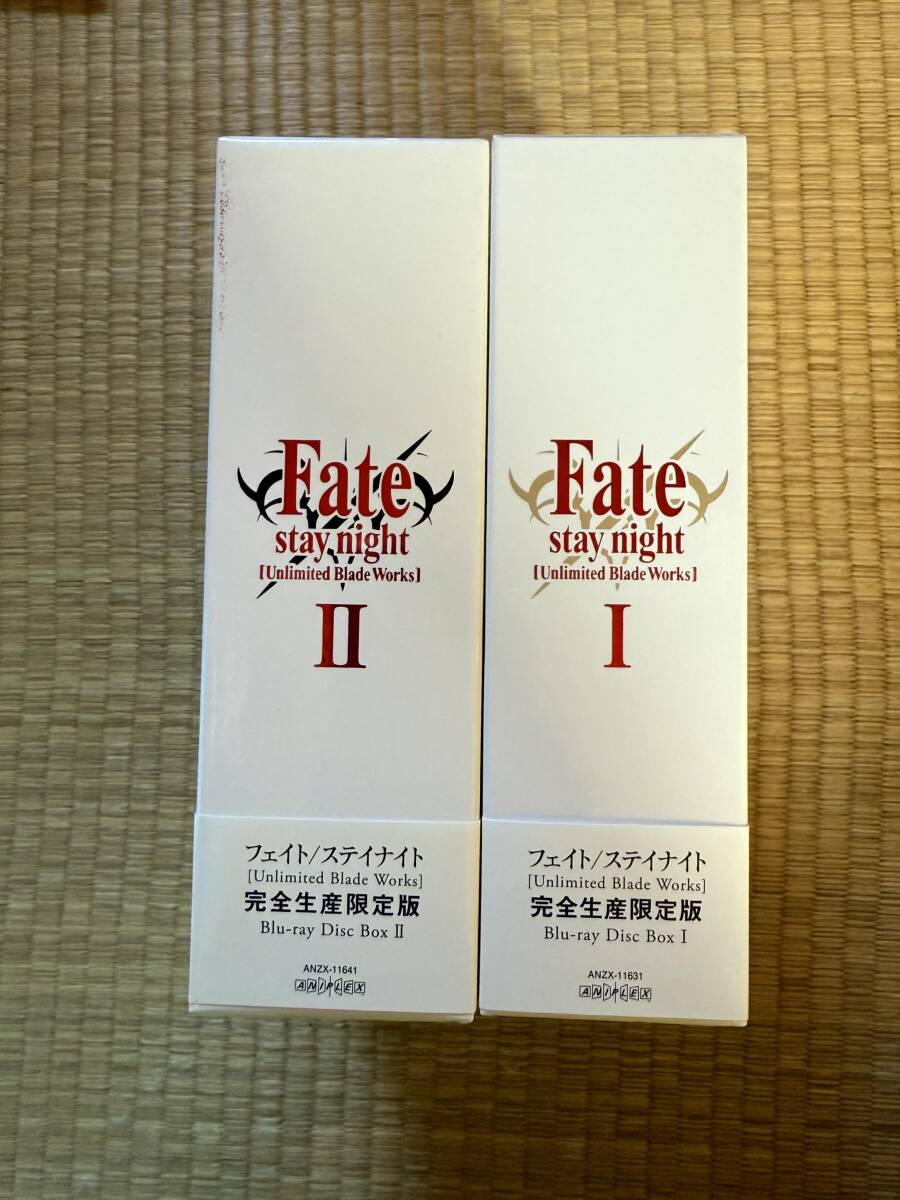 Fate
stay night
[Unlimited Blade Works]
II
フェイト/ステイナイト
[Unlimited Blade Works]
完全生産限定版
Blu-ray Disc Box II
ANZX-11641
ANIPLEX
Fate
stay night
[Unlimited Blade Works]
I
フェイト/ステイナイト
[Unlimited Blade Works]
完全生産限定版
Blu-ray Disc Box I
ANZX-11631
ANIPLEX